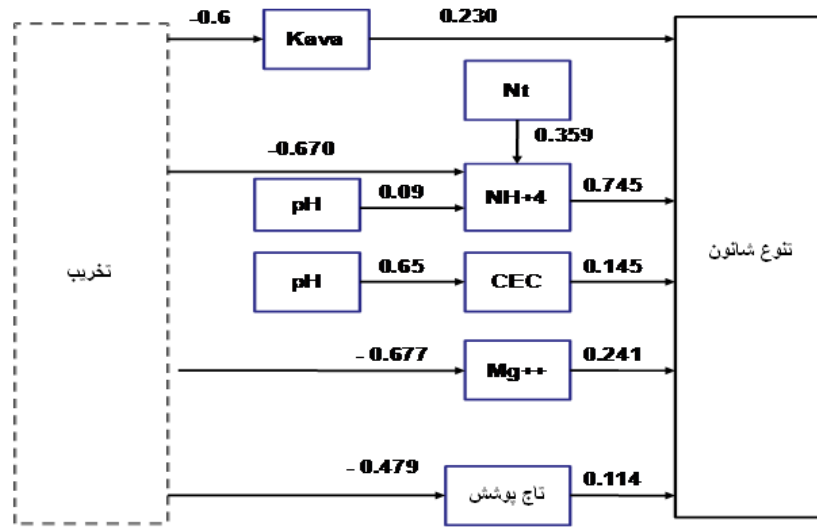 -0.6
0.230
Kava
Nt
0.359
-0.670
pH
0.09
NH+4
0.745
تخریب
تنوع شانون
pH
0.65
CEC
0.145
- 0.677
Mg++
0.241
- 0.479
تاج پوشش
0.114